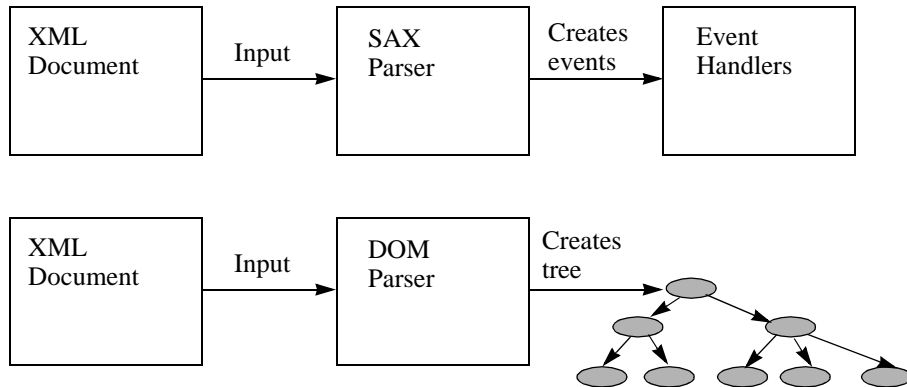 XML
Document
Input
SAX
Parser
Creates
events
Event
Handlers
XML
Document
Input
DOM
Parser
Creates
tree